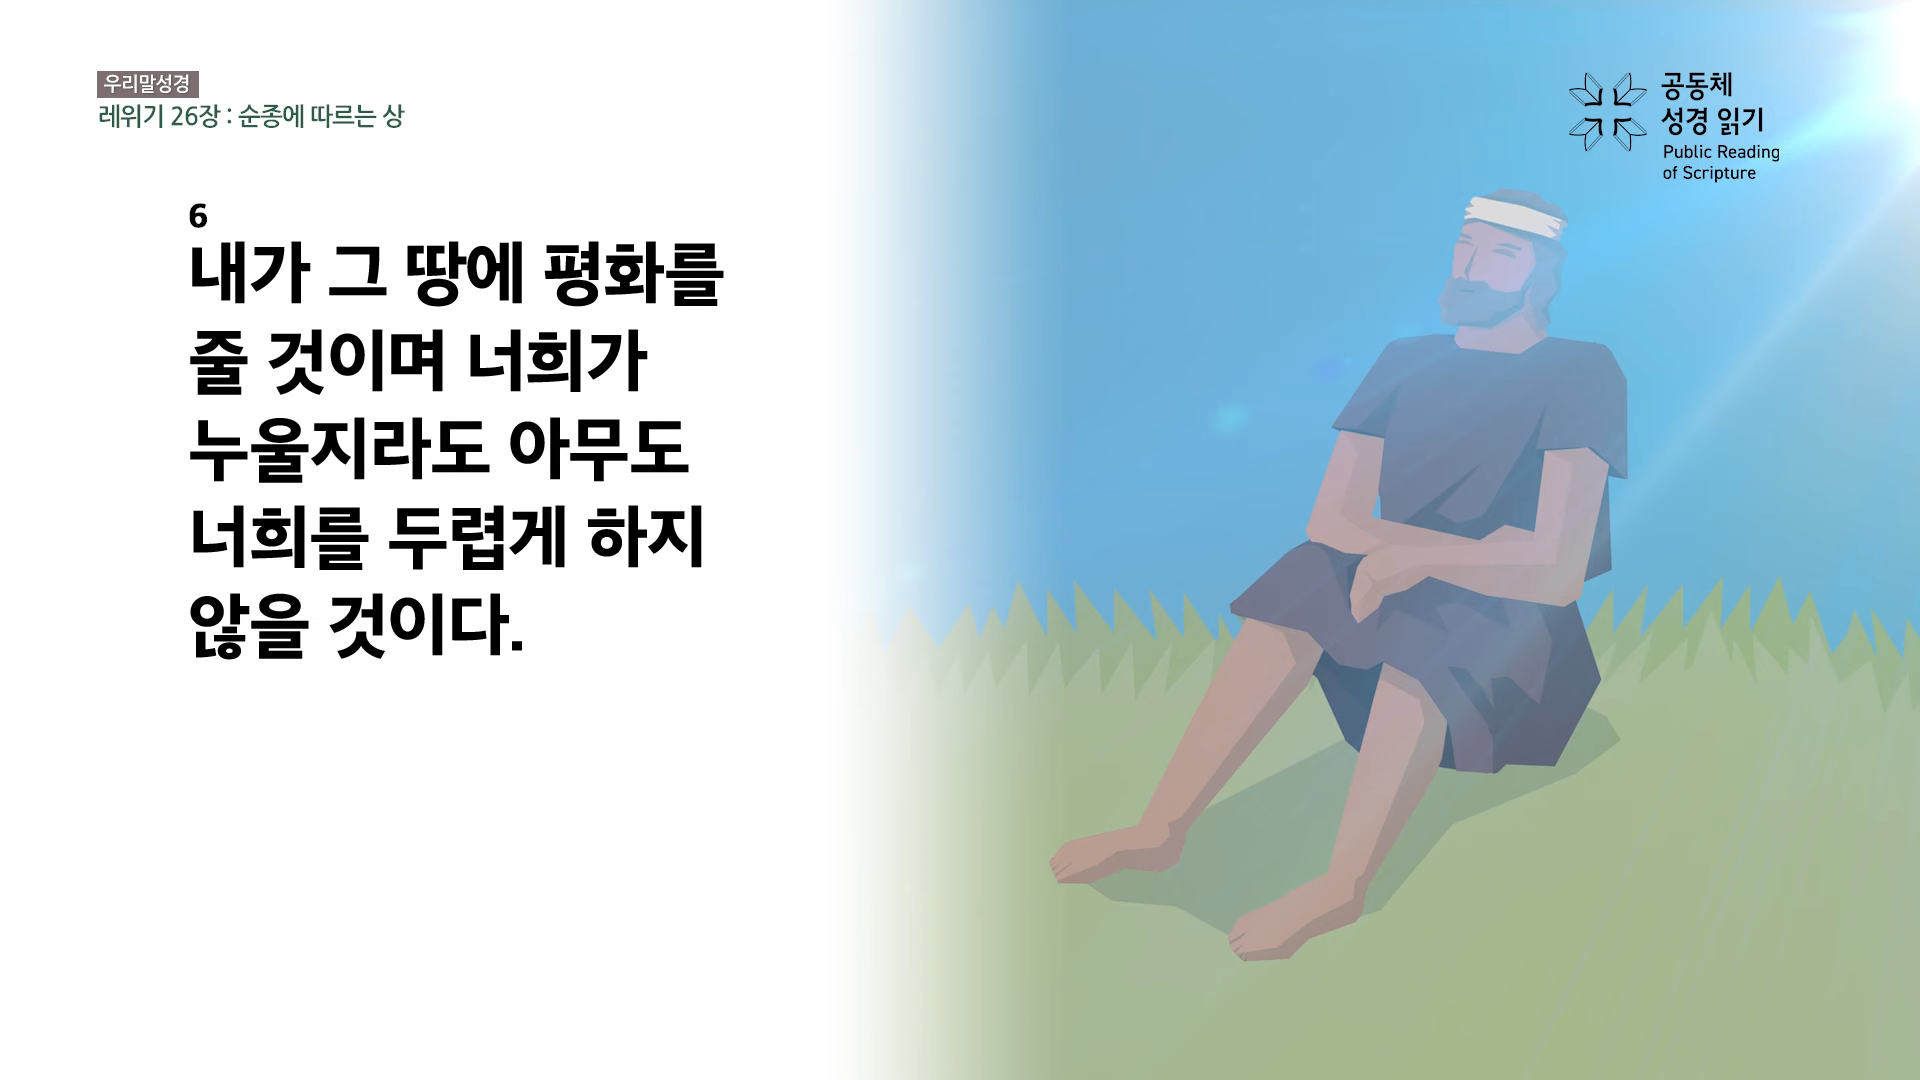 우리말성경
레위기 26장 : 순종에 따르는 상
6
내가 그 땅에 평화를
줄 것이며 너희가
누울지라도 아무도
너희를 두렵게 하지
않을 것이다.
공동체
성경 읽기
Public Reading
of Scripture